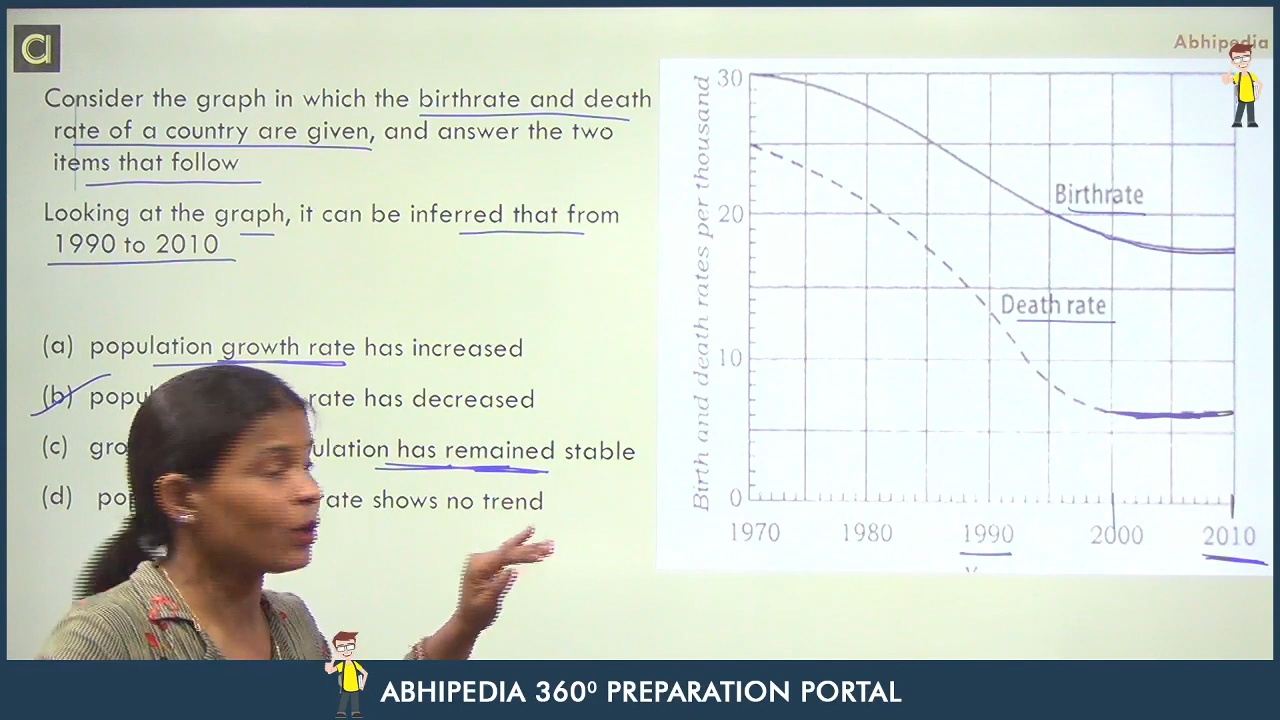 Abhipedia
Consider the graph in which the birthrate and death
rate of a country are given, and answer the two
items that follow
Looking at the graph, it can be inferred that from
1990 to 2010
(a) population growth rate has increased
(b) popu rate has decreased
(c) gro ulation has remained stable
(d) po rate shows no trend
Birth and death rates per thousand
30
20
10
0
Birthrate
Death rate
1970 1980 1990 2000 2010
ABHIPEDIA 360⁰ PREPARATION PORTAL